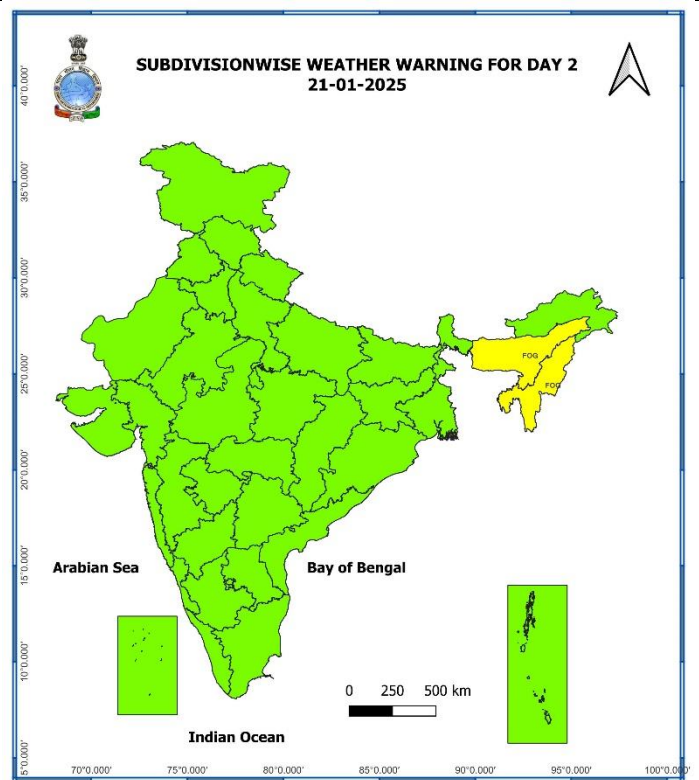 SUBDIVISIONWISE WEATHER WARNING FOR DAY 2
21-01-2025
40°0.000'
35°0.000'
30°0.000'
25°0.000'
20°0.000'
15°0.000'
10°0.000'
5°0.000'
FOG
FOG
Arabian Sea
Bay of Bengal
0 250 500 km
Indian Ocean
70°0.000' 75°0.000' 80°0.000' 85°0.000' 90°0.000' 95°0.000' 100°0.000'